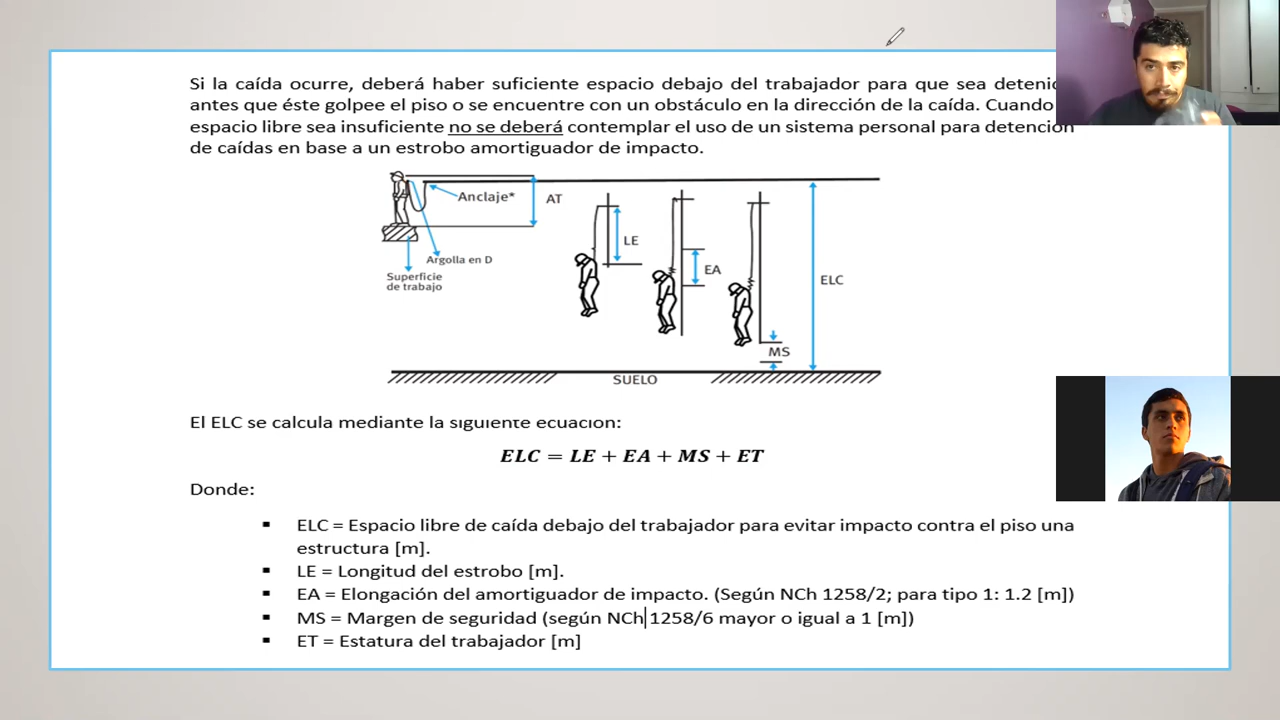 Si la caída ocurre, deberá haber suficiente espacio debajo del trabajador para que sea
antes que éste golpee el piso o se encuentre con un obstáculo en la dirección de la caída. Cuando
espacio libre sea insuficiente no se deberá contemplar el uso de un sistema personal para detención
de caídas en base a un estrobo amortiguador de impacto.
Anclaje*
AT
LE
Argolla en D
EA
Superficie
de trabajo
ELC
MS
SUELO
El ELC se calcula mediante la siguiente ecuacion:
ELC = LE + EA + MS + ET
Donde:
▪ ELC = Espacio libre de caída debajo del trabajador para evitar impacto contra el piso una
estructura [m].
▪ LE = Longitud del estrobo [m].
▪ EA = Elongación del amortiguador de impacto. (Según NCh 1258/2; para tipo 1: 1.2 [m])
▪ MS = Margen de seguridad (según NCh 1258/6 mayor o igual a 1 [m])
▪ ET = Estatura del trabajador [m]